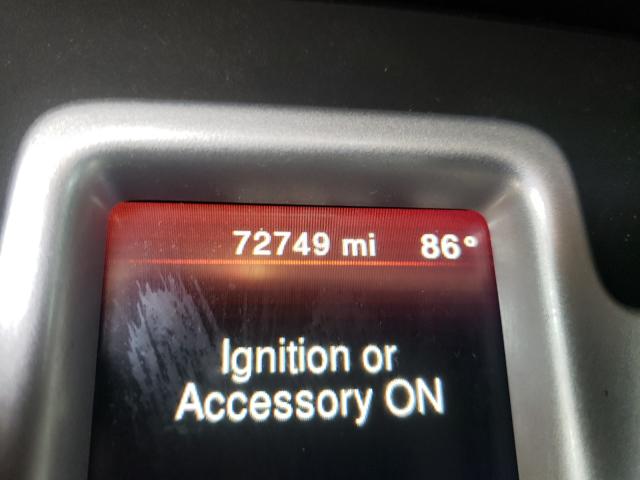 72749 mi 86°
Ignition or
Accessory ON